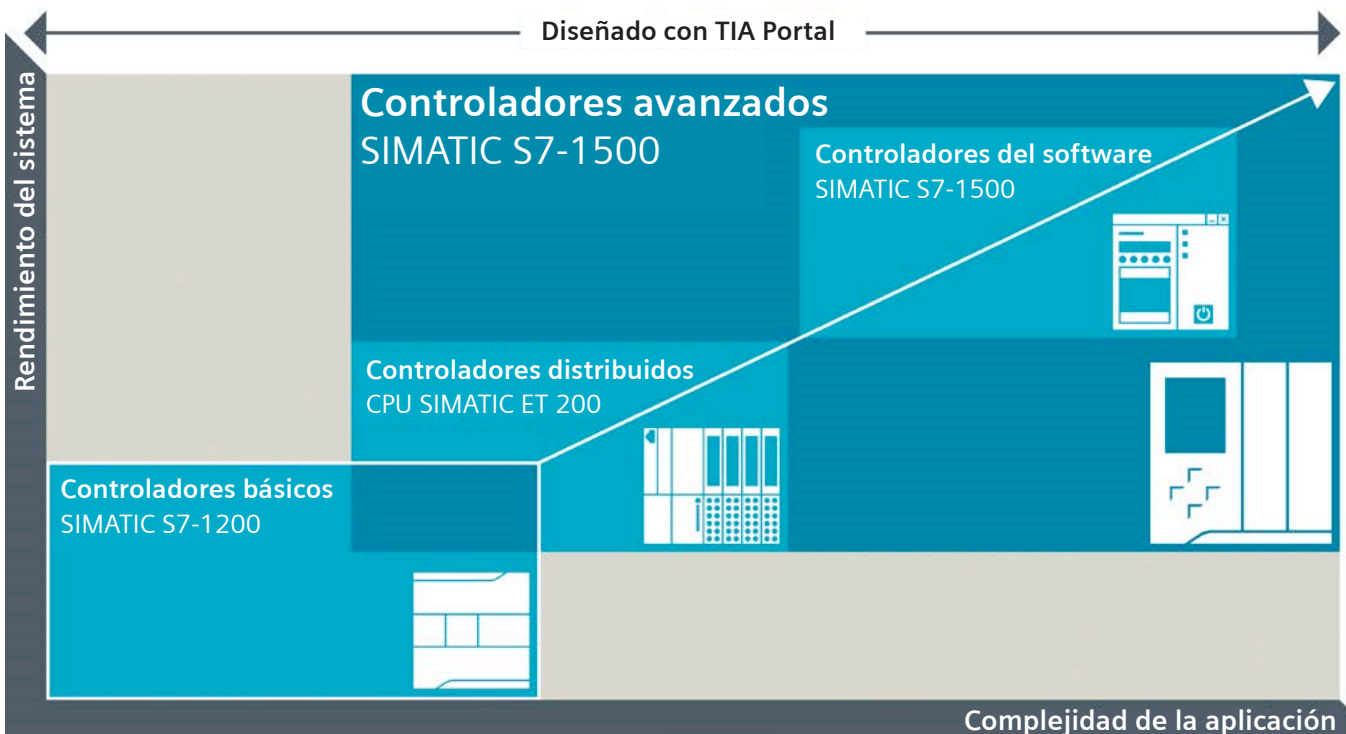 Diseñado con TIA Portal
Rendimiento del sistema
Controladores avanzados
SIMATIC S7-1500
Controladores del software
SIMATIC S7-1500
Controladores distribuidos
CPU SIMATIC ET 200
Controladores básicos
SIMATIC S7-1200
Complejidad de la aplicación